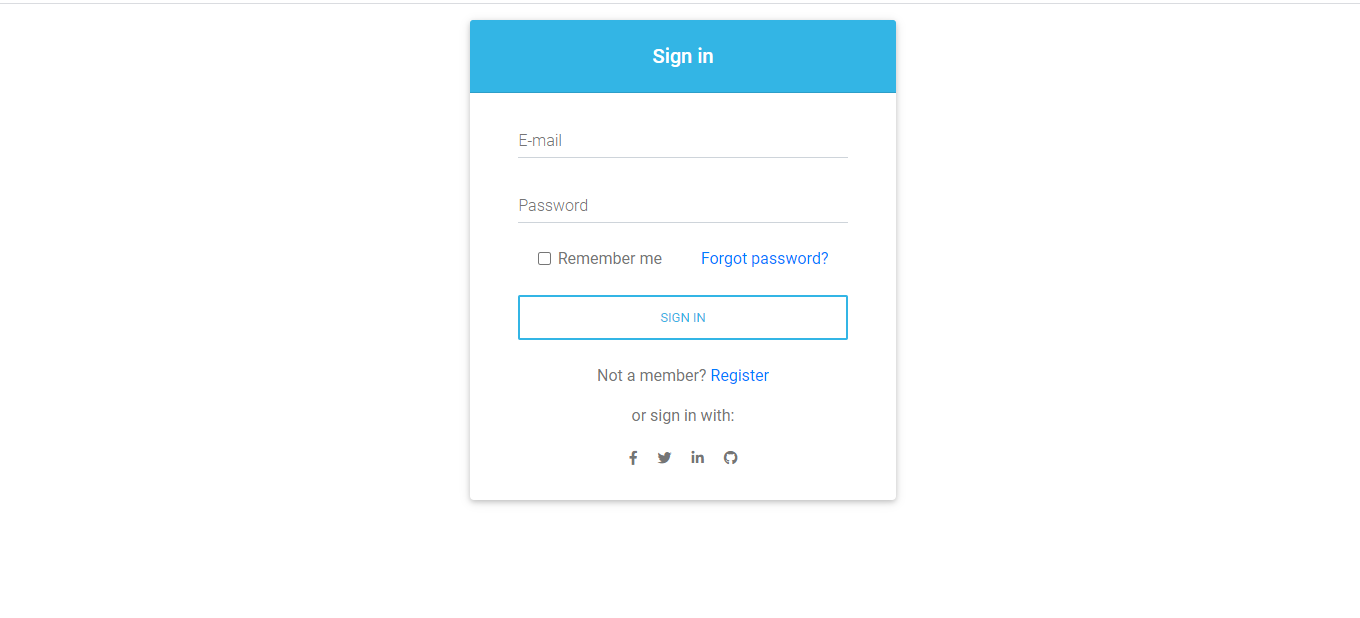 Sign in
E-mail
Password
Remember me Forgot password?
SIGN IN
Not a member? Register
or sign in with: